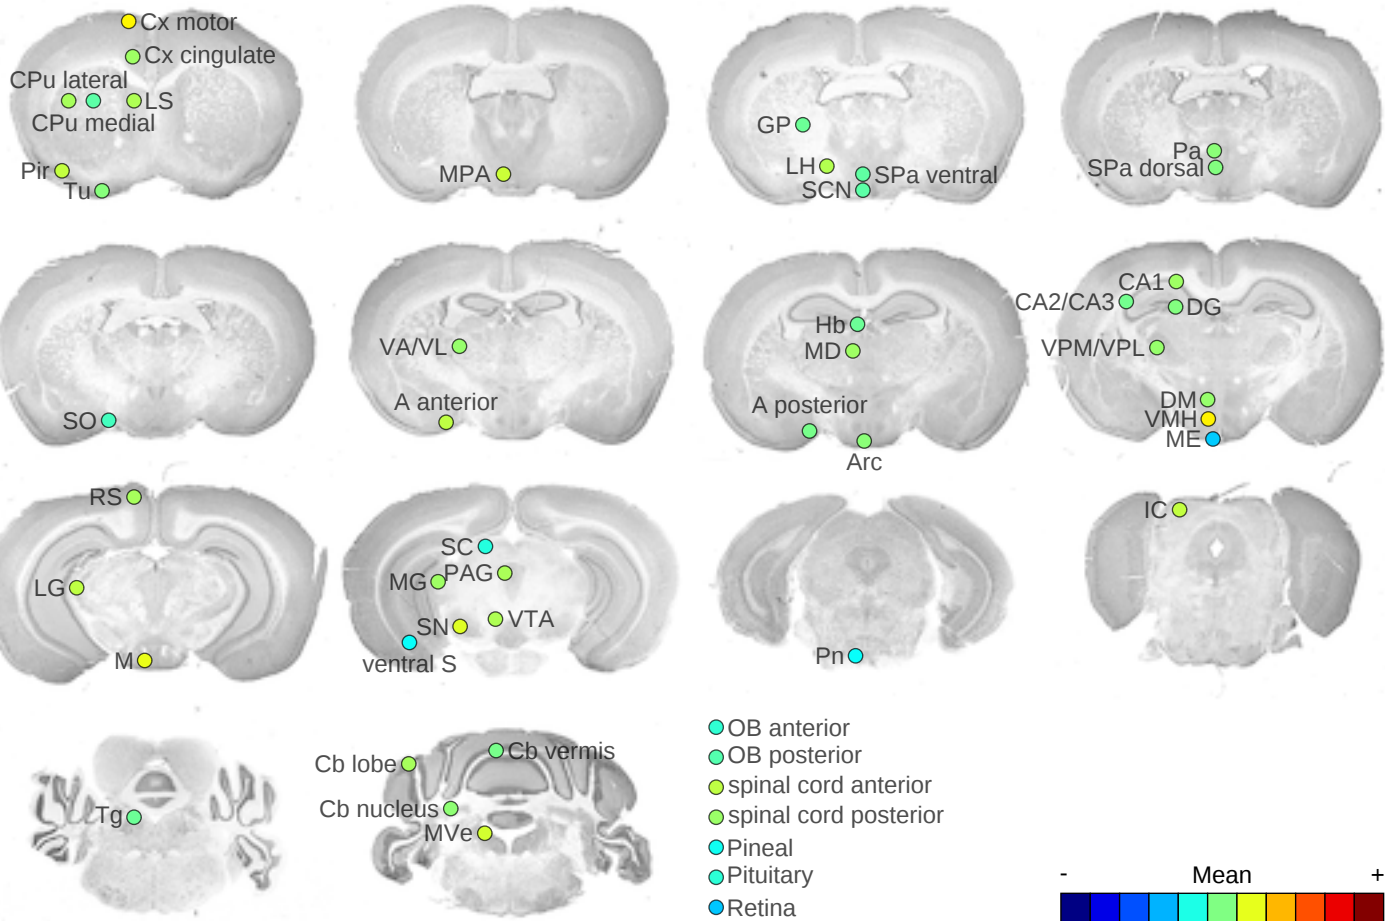 Cx motor
Cx cingulate
CPu lateral
LS
CPu medial
Pir
Tu
MPA
GP
LH
SPa ventral
SCN
Pa
SPa dorsal
SO
VA/VL
A anterior
Hb
MD
A posterior
Arc
CA1
CA2/CA3
DG
VPM/VPL
DM
VMH
ME
RS
LG
M
SC
PAG
MG
SN
VTA
ventral S
Pn
IC
Tg
Cb lobe
Cb vermis
Cb nucleus
MVe
OB anterior
OB posterior
spinal cord anterior
spinal cord posterior
Pineal
Pituitary
Retina
- Mean +